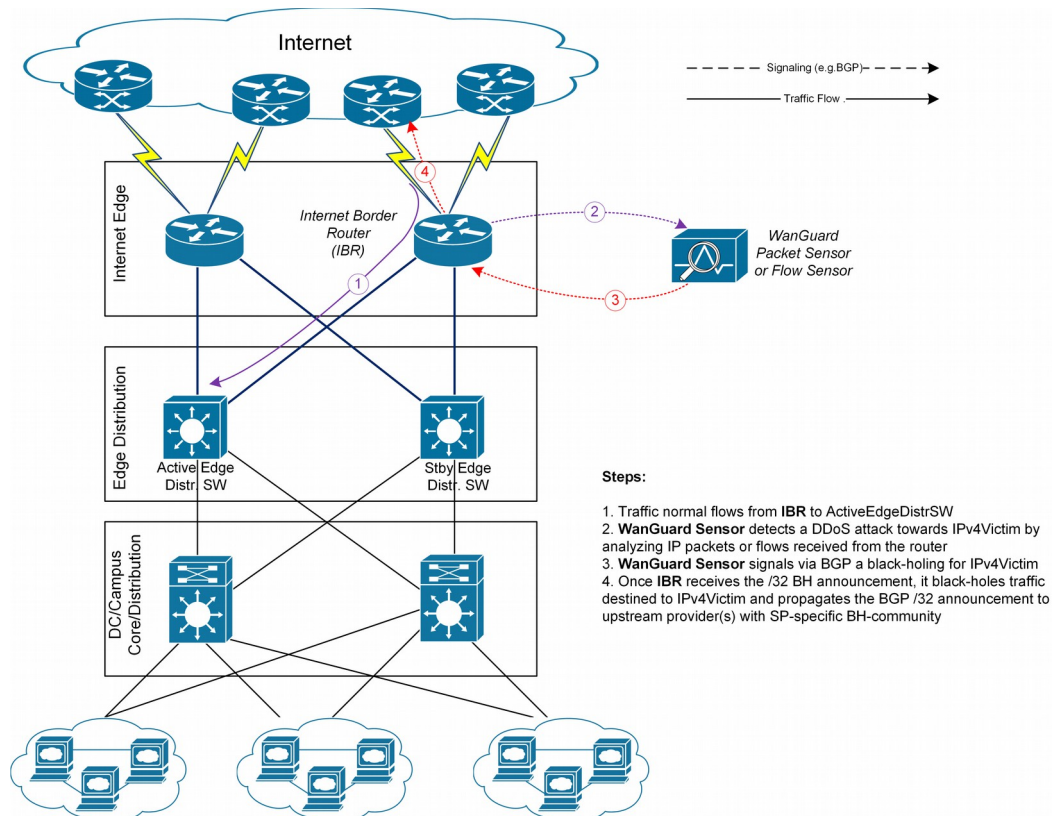 Internet
Signaling (e.g.BGP)
Traffic Flow .
4
Internet Edge
Internet Border
Router
(IBR)
2
WanGuard
Packet Sensor
or Flow Sensor
1
3
Edge Distribution
Active Edge
Distr. SW
Stby Edge
Distr. SW
Steps:
1. Traffic normal flows from IBR to ActiveEdgeDistrSW
2. WanGuard Sensor detects a DDoS attack towards IPv4Victim by
analyzing IP packets or flows received from the router
3. WanGuard Sensor signals via BGP a black-holing for IPv4Victim
4. Once IBR receives the /32 BH announcement, it black-holes traffic
destined to IPv4Victim and propagates the BGP /32 announcement to
upstream provider(s) with SP-specific BH-community
DC/Campus
Core/Distribution